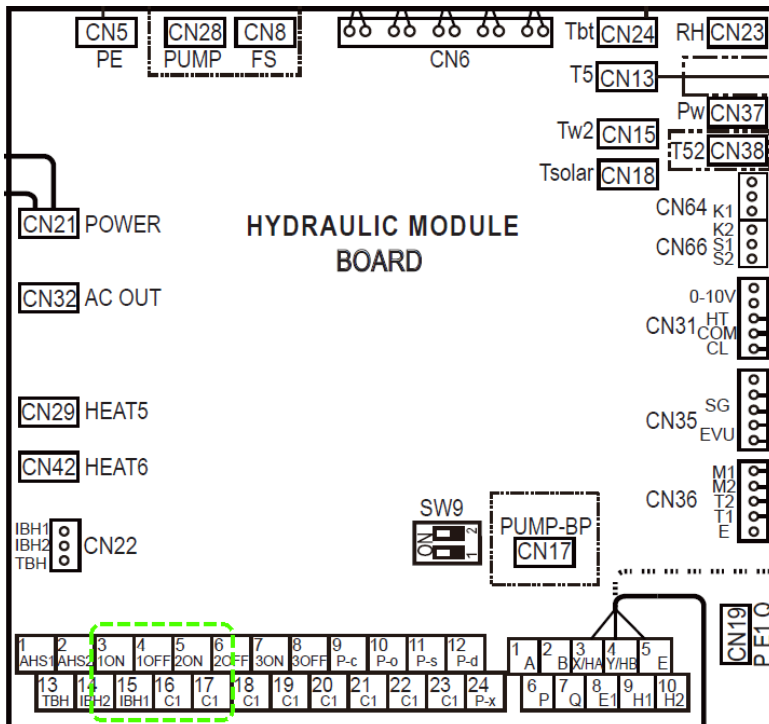 CN5 CN28 CN8 CN6 Tbt CN24 RH CN23
PE PUMP FS
T5 CN13
Pw CN37
Tw2 CN15
T52 CN38
Tsolar CN18
CN64 K1
K2
CN66 S1
S2
CN21 POWER
HYDRAULIC MODULE
BOARD
CN32 AC OUT
0-10V
CN31 HT
COM
CL
CN29 HEAT5
SG
CN35
EVU
CN42 HEAT6
M1
M2
CN36 T2
T1
E
IBH1
IBH2 CN22
TBH
SW9
ON 1 2
PUMP-BP
CN17
CN19
P E1 Q
1 2 3 4 5 6 7 8 9 10 11 12
AHS1 AHS2 1ON 1OFF 2ON 2OFF 3ON 3OFF P-c P-o P-s P-d
13 14 15 16 17 18 19 20 21 22 23 24
TBH IBH2 IBH1 C1 C1 C1 C1 C1 C1 C1 C1 P-x
1 2 3 4 5
A B X/HA Y/HB E
6 7 8 9 10
P Q E1 H1 H2